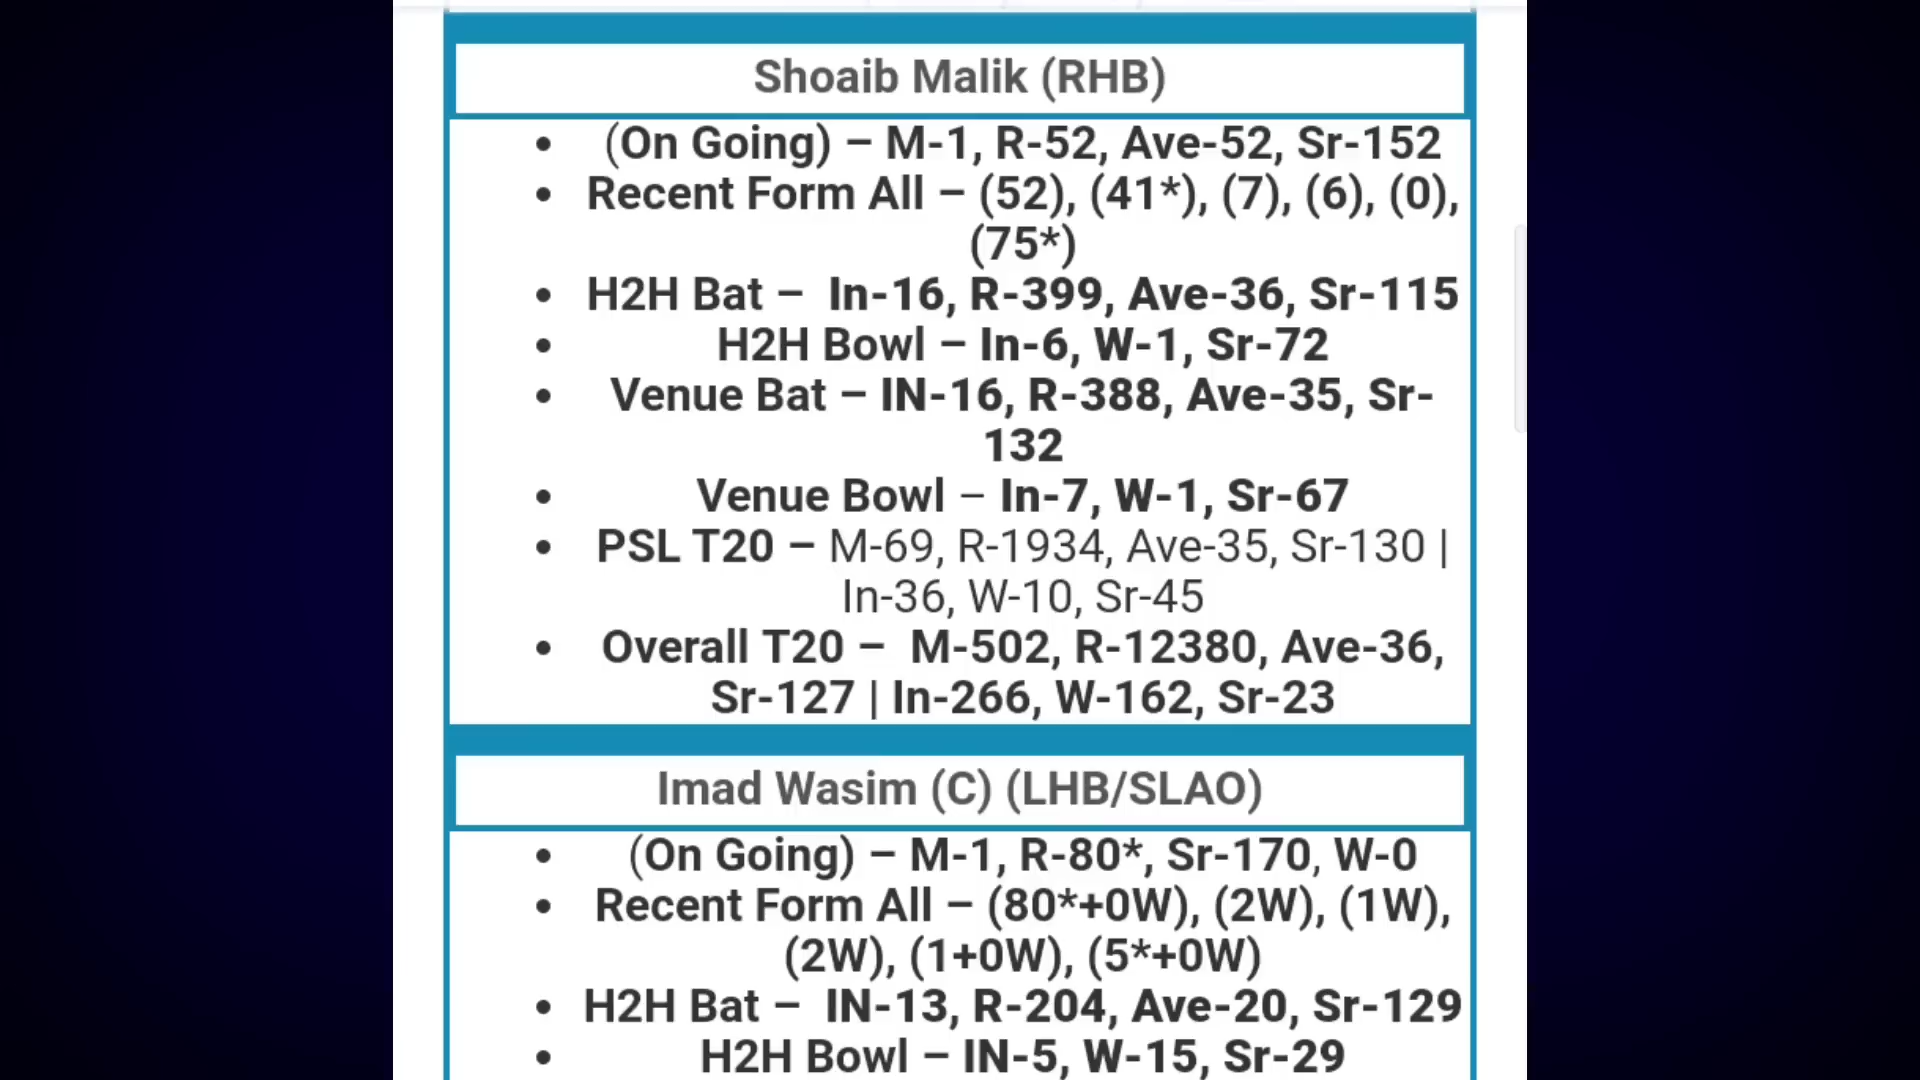 Shoaib Malik (RHB)
• (On Going) – M-1, R-52, Ave-52, Sr-152
• Recent Form All – (52), (41*), (7), (6), (0),
(75*)
• H2H Bat – In-16, R-399, Ave-36, Sr-115
• H2H Bowl – In-6, W-1, Sr-72
• Venue Bat – IN-16, R-388, Ave-35, Sr-
132
• Venue Bowl – In-7, W-1, Sr-67
• PSL T20 – M-69, R-1934, Ave-35, Sr-130 |
In-36, W-10, Sr-45
• Overall T20 – M-502, R-12380, Ave-36,
Sr-127 | In-266, W-162, Sr-23
Imad Wasim (C) (LHB/SLAO)
• (On Going) – M-1, R-80*, Sr-170, W-0
• Recent Form All – (80*+0W), (2W), (1W),
(2W), (1+0W), (5*+0W)
• H2H Bat – IN-13, R-204, Ave-20, Sr-129
• H2H Bowl – IN-5, W-15, Sr-29